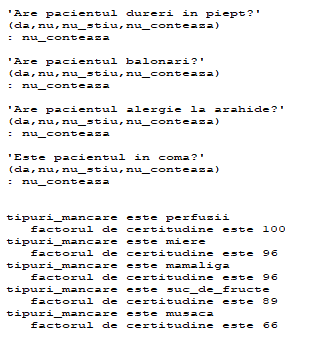 'Are pacientul dureri in piept?'
(da,nu,nu_stiu,nu_conteaza)
: nu_conteaza
'Are pacientul balonari?'
(da,nu,nu_stiu,nu_conteaza)
: nu_conteaza
'Are pacientul alergie la arahide?'
(da,nu,nu_stiu,nu_conteaza)
: nu_conteaza
'Este pacientul in coma?'
(da,nu,nu_stiu,nu_conteaza)
: nu_conteaza
tipuri_mancare este perfuzii
factorul de certitudine este 100
tipuri_mancare este miere
factorul de certitudine este 96
tipuri_mancare este mamaliga
factorul de certitudine este 96
tipuri_mancare este suc_de_fructe
factorul de certitudine este 89
tipuri_mancare este musaca
factorul de certitudine este 66